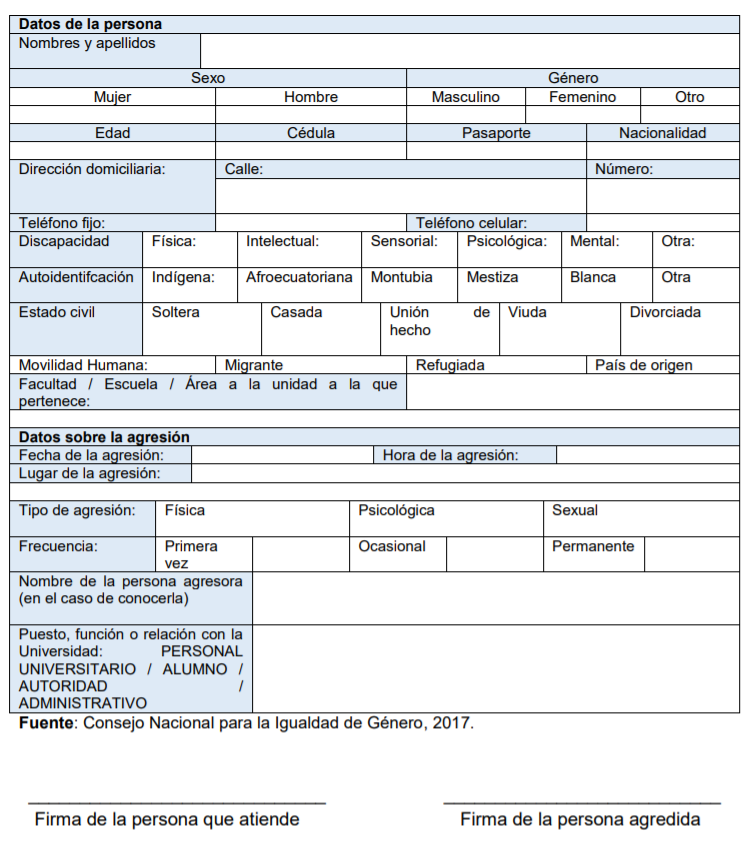 Datos de la persona
Nombres y apellidos
Sexo Género
Mujer Hombre Masculino Femenino Otro
Edad Cédula Pasaporte Nacionalidad
Dirección domiciliaria: Calle: Número:
Teléfono fijo: Teléfono celular:
Discapacidad Física: Intelectual: Sensorial: Psicológica: Mental: Otra:
Autoidentifcación Indígena: Afroecuatoriana Montubia Mestiza Blanca Otra
Estado civil Soltera Casada Unión de hecho Viuda Divorciada
Movilidad Humana: Migrante Refugiada País de origen
Facultad / Escuela / Área a la unidad a la que
pertenece:
Datos sobre la agresión
Fecha de la agresión: Hora de la agresión:
Lugar de la agresión:
Tipo de agresión: Física Psicológica Sexual
Frecuencia: Primera vez Ocasional Permanente
Nombre de la persona agresora
(en el caso de conocerla)
Puesto, función o relación con la
Universidad: PERSONAL
UNIVERSITARIO / ALUMNO /
AUTORIDAD /
ADMINISTRATIVO
Fuente: Consejo Nacional para la Igualdad de Género, 2017.
Firma de la persona que atiende Firma de la persona agredida